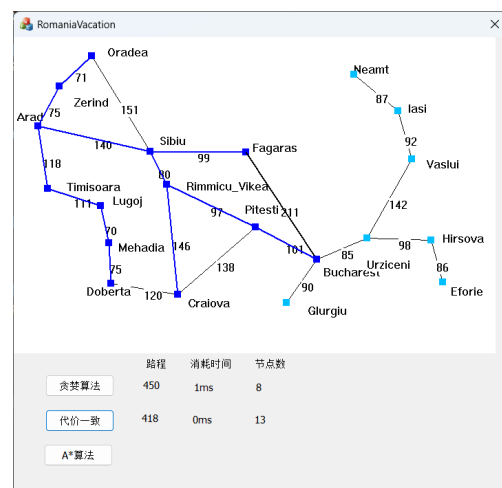 RomaniaVacation
Oradea
Neamt
71
87
Zerind
Iasi
75
151
Arad
92
Sibiu
140
Fagaras
99
118
80
Vaslui
Timisoara
Rimmicu_Vikea
111
Lugoj
97
Pitesti
211
142
70
Mehadia
146
101
85
98
Hirsova
138
Urziceni
75
Bucharest
86
Doberta
120
90
Eforie
Craiova
Glurgiu
路程 消耗时间 节点数
贪婪算法 450 1ms 8
代价一致 418 0ms 13
A*算法